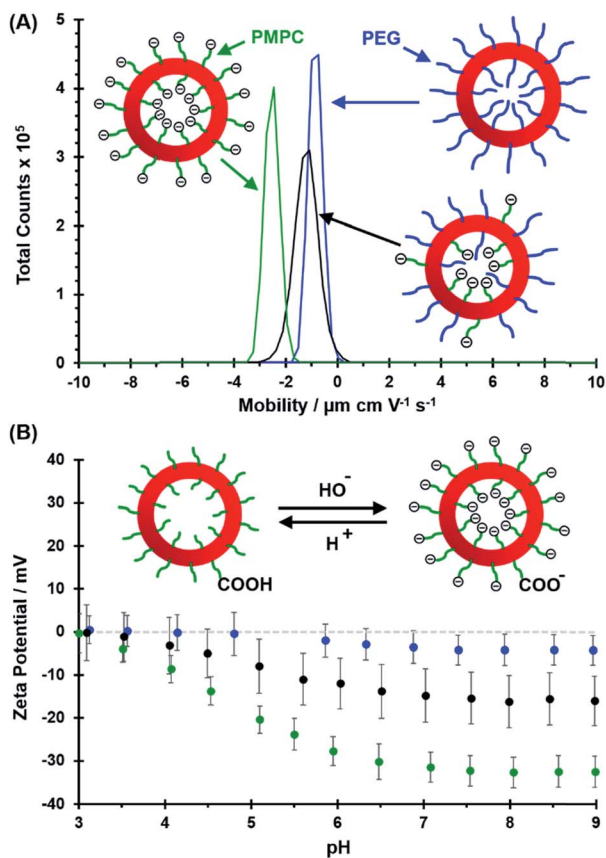 (A)
PMPC
PEG
Total Counts x 10⁵
5
4
3
2
1
0
-10 -8 -6 -4 -2 0 2 4 6 8 10
Mobility / µm cm V⁻¹ s⁻¹
(B)
HO⁻
H⁺
COOH
COO⁻
Zeta Potential / mV
40
30
20
10
0
-10
-20
-30
-40
3 4 5 6 7 8 9
pH